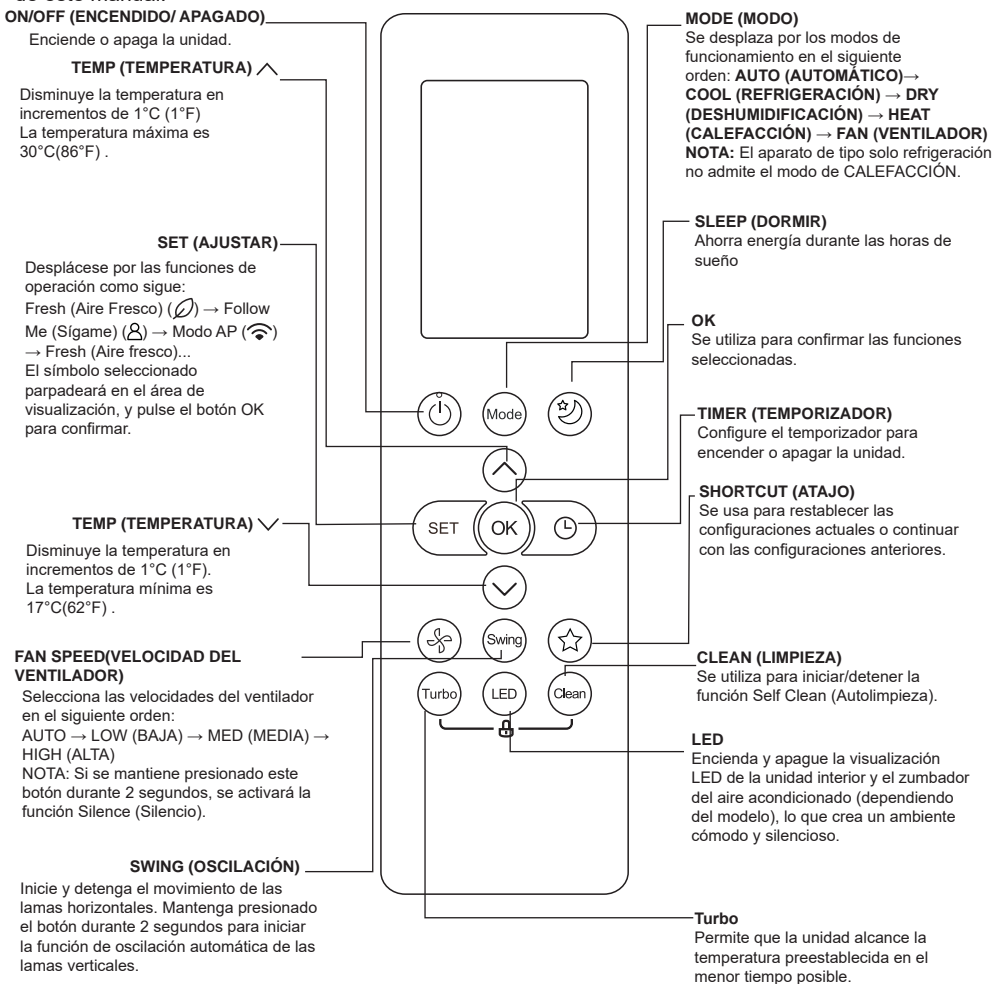 de este manual.
ON/OFF (ENCENDIDO/ APAGADO)
Enciende o apaga la unidad.
TEMP (TEMPERATURA)
Disminuye la temperatura en
incrementos de 1°C (1°F)
La temperatura máxima es
30°C(86°F) .
SET (AJUSTAR)
Desplácese por las funciones de
operación como sigue:
Fresh (Aire Fresco) ( ) → Follow
Me (Sígame) ( ) → Modo AP ( )
→ Fresh (Aire fresco)...
El símbolo seleccionado
parpadeará en el área de
visualización, y pulse el botón OK
para confirmar.
TEMP (TEMPERATURA)
Disminuye la temperatura en
incrementos de 1°C (1°F).
La temperatura mínima es
17°C(62°F) .
FAN SPEED(VELOCIDAD DEL
VENTILADOR)
Selecciona las velocidades del ventilador
en el siguiente orden:
AUTO → LOW (BAJA) → MED (MEDIA) →
HIGH (ALTA)
NOTA: Si se mantiene presionado este
botón durante 2 segundos, se activará la
función Silence (Silencio).
SWING (OSCILACIÓN)
Inicie y detenga el movimiento de las
lamas horizontales. Mantenga presionado
el botón durante 2 segundos para iniciar
la función de oscilación automática de las
lamas verticales.
Mode
SET
OK
Swing
Turbo
LED
Clean
MODE (MODO)
Se desplaza por los modos de
funcionamiento en el siguiente
orden: AUTO (AUTOMÁTICO)→
COOL (REFRIGERACIÓN) → DRY
(DESHUMIDIFICACIÓN) → HEAT
(CALEFACCIÓN) → FAN (VENTILADOR)
NOTA: El aparato de tipo solo refrigeración
no admite el modo de CALEFACCIÓN.
SLEEP (DORMIR)
Ahorra energía durante las horas de
sueño
OK
Se utiliza para confirmar las funciones
seleccionadas.
TIMER (TEMPORIZADOR)
Configure el temporizador para
encender o apagar la unidad.
SHORTCUT (ATAJO)
Se usa para restablecer las
configuraciones actuales o continuar
con las configuraciones anteriores.
CLEAN (LIMPIEZA)
Se utiliza para iniciar/detener la
función Self Clean (Autolimpieza).
LED
Encienda y apague la visualización
LED de la unidad interior y el zumbador
del aire acondicionado (dependiendo
del modelo), lo que crea un ambiente
cómodo y silencioso.
Turbo
Permite que la unidad alcance la
temperatura preestablecida en el
menor tiempo posible.